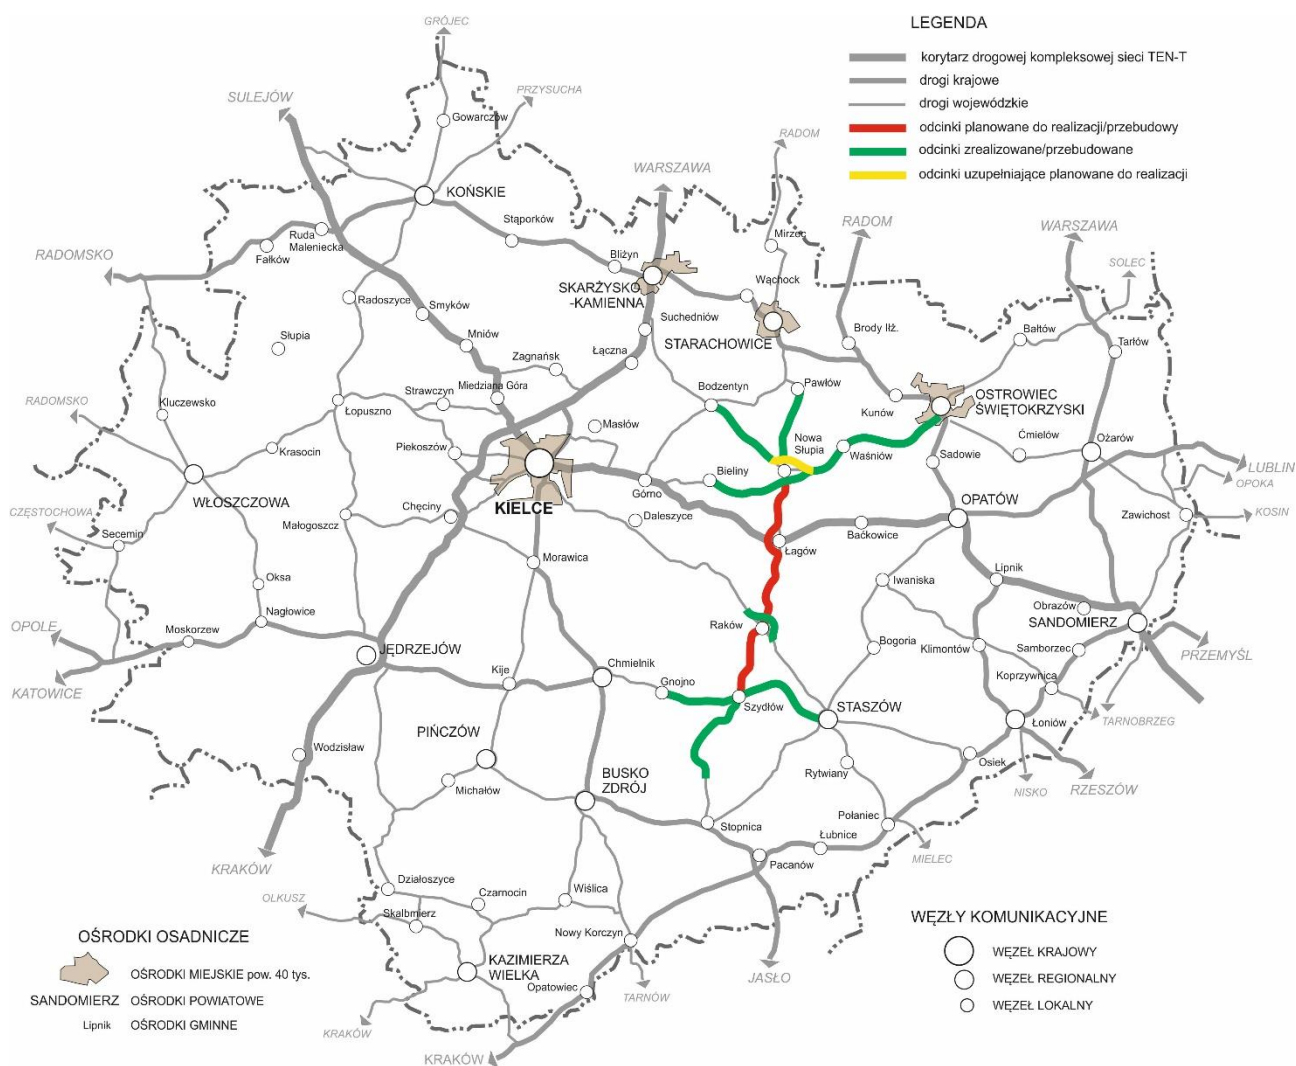 GRÓJEC
LEGENDA
korytarz drogowej kompleksowej sieci TEN-T
drogi krajowe
drogi wojewódzkie
odcinki planowane do realizacji/przebudowy
odcinki zrealizowane/przebudowane
odcinki uzupełniające planowane do realizacji
SULEJÓW
PRZYSUCHA
Gowarczów
RADOM
WARSZAWA
KOŃSKIE
Stąporków
RADOM
WARSZAWA
Ruda
Maleniecka
Fałków
RADOMSKO
Mirzec
Bliżyn
SOLEC
SKARŻYSKO
-KAMIENNA
Wąchock
Radoszyce
Smyków
Suchedniów
STARACHOWICE
Brody Iłż.
Bałtów
Tarłów
Słupia
Mniów
Łączna
Zagnańsk
Miedziana Góra
Strawczyn
Bodzentyn
Pawłów
OSTROWIEC
ŚWIĘTOKRZYSKI
Kunów
RADOMSKO
Kluczewsko
Łopuszno
Masłów
Piekoszów
Krasocin
Nowa
Słupia
Waśniów
Ćmielów
Ożarów
Sadowie
Bieliny
LUBLIN
OPOKA
WŁOSZCZOWA
KIELCE
Górno
OPATÓW
CZĘSTOCHOWA
Secemin
Małogoszcz
Chęciny
Daleszyce
Łagów
Baćkowice
Zawichost
KOSIN
Morawica
Oksa
Iwaniska
Lipnik
Obrazów
SANDOMIERZ
Nagłowice
Moskorzew
OPOLE
KATOWICE
JĘDRZEJÓW
Raków
Bogoria
Klimontów
Samborzec
PRZEMYŚL
Kije
Chmielnik
Gnojno
Koprzywnica
Szydłów
STASZÓW
Łoniów
TARNOBRZEG
PIŃCZÓW
Wodzisław
Michałów
BUSKO
ZDRÓJ
Rytwiany
Osiek
NISKO
RZESZÓW
Stopnica
Połaniec
Łubnice
MIELEC
Pacanów
KRAKÓW
Działoszyce
OLKUSZ
Czarnocin
Wiślica
Skalbmierz
Nowy Korczyn
JASŁO
KAZIMIERZA
WIELKA
Opatowiec
TARNÓW
KRAKÓW
KRAKÓW
OŚRODKI OSADNICZE
OŚRODKI MIEJSKIE pow. 40 tys.
SANDOMIERZ OŚRODKI POWIATOWE
Lipnik OŚRODKI GMINNE
WĘZŁY KOMUNIKACYJNE
WĘZEŁ KRAJOWY
WĘZEŁ REGIONALNY
WĘZEŁ LOKALNY